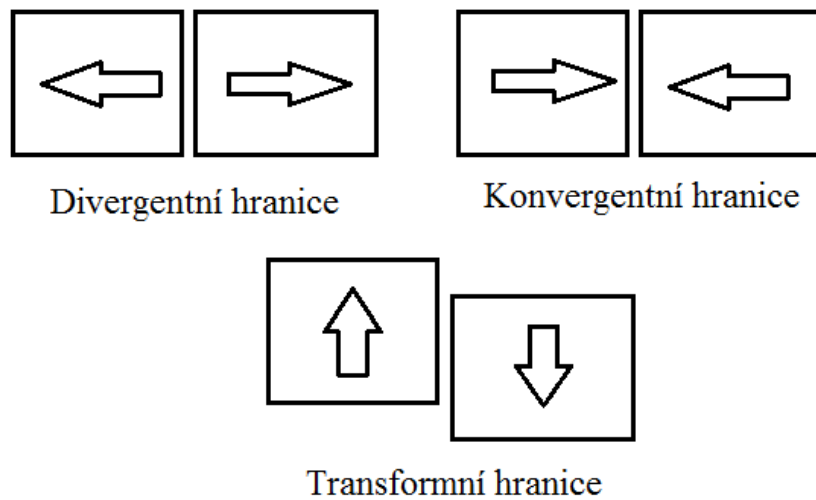 Divergentní hranice
Konvergentní hranice
Transformní hranice